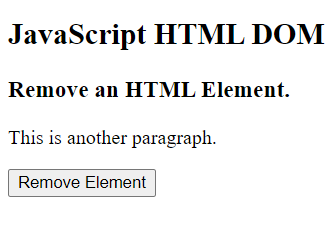 JavaScript HTML DOM
Remove an HTML Element.
This is another paragraph.
Remove Element